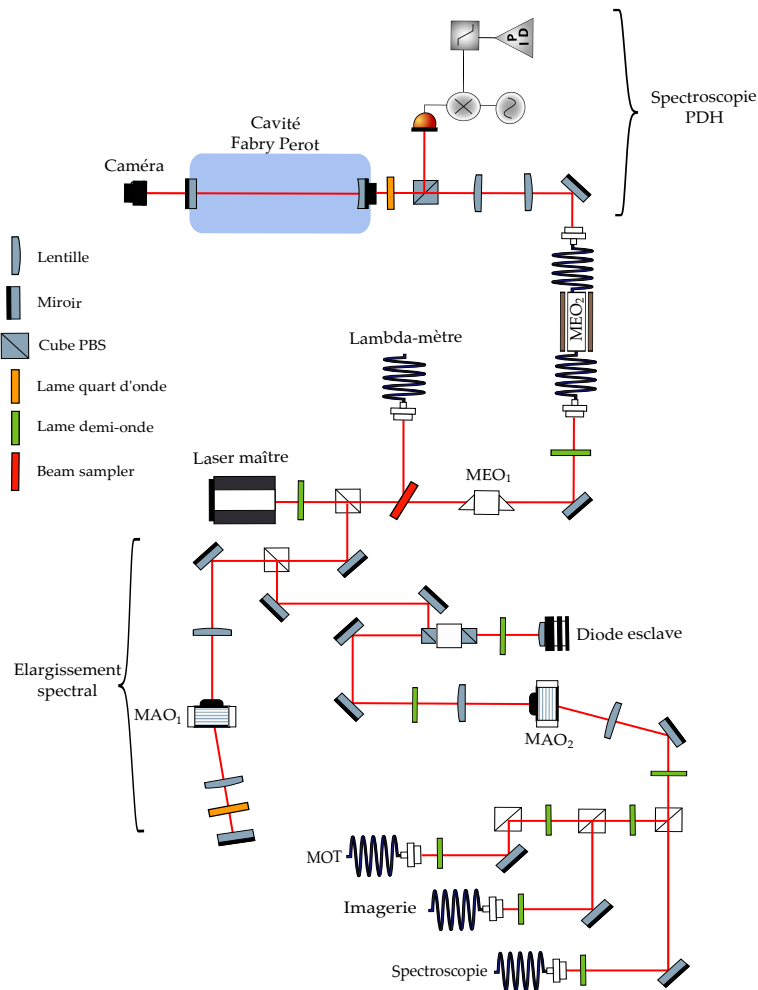 P
I D
Spectroscopie
PDH
Cavité
Fabry Perot
Caméra
Lentille
Miroir
Cube PBS
Lame quart d'onde
Lame demi-onde
Beam sampler
MEO₂
Lambda-mètre
Laser maître
MEO₁
Diode esclave
Elargissement
spectral
MAO₁
MAO₂
MOT
Imagerie
Spectroscopie